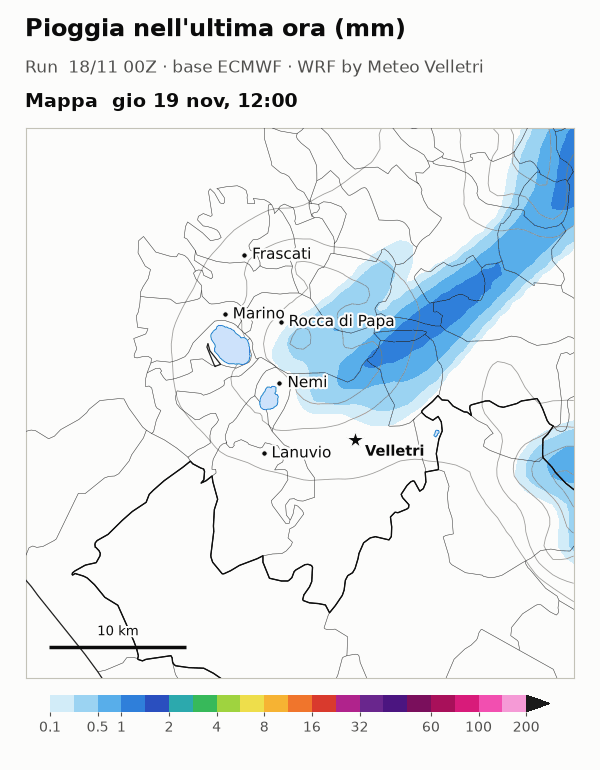 Pioggia nell'ultima ora (mm)
Run  18/11 00Z · base ECMWF · WRF by Meteo Velletri
Mappa  gio 19 nov, 12:00
Frascati
Marino
Rocca di Papa
Nemi
Velletri
Lanuvio
10 km
0.1 0.5 1 2 4 8 16 32 60 100 200